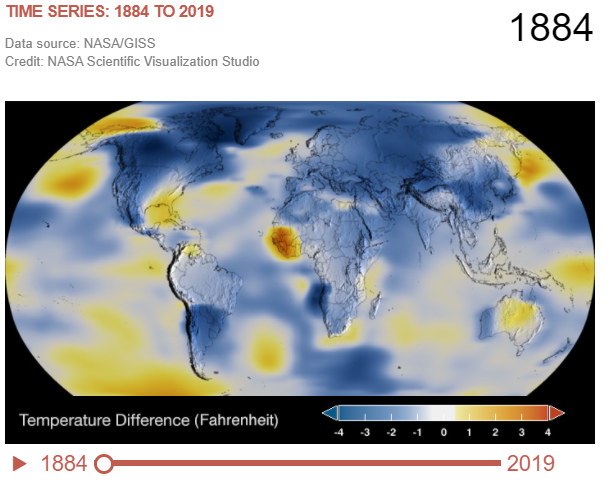 TIME SERIES: 1884 TO 2019
1884
Data source: NASA/GISS
Credit: NASA Scientific Visualization Studio
Temperature Difference (Fahrenheit)
-4 -3 -2 -1 0 1 2 3 4
1884 2019